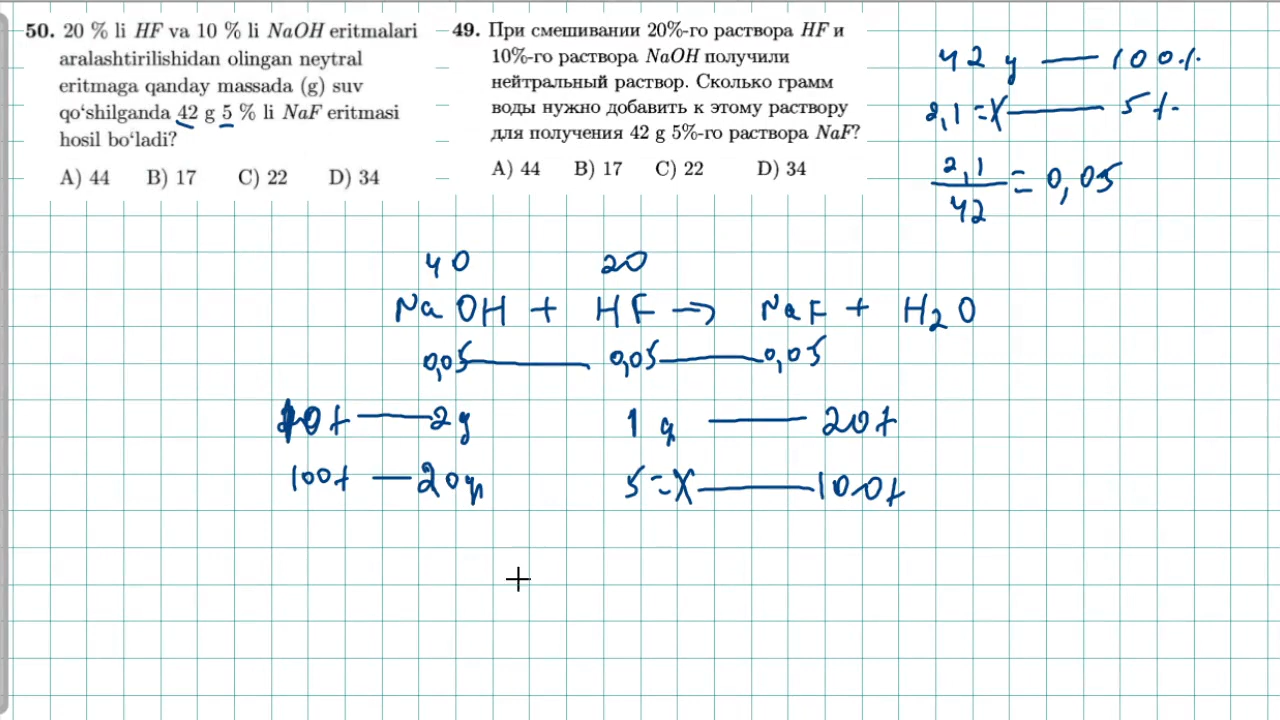 50. 20 % li HF va 10 % li NaOH eritmalari
aralashtirilishidan olingan neytral
eritmaga qanday massada (g) suv
qo‘shilganda 42 g 5 % li NaF eritmasi
hosil bo‘ladi?
A) 44 B) 17 C) 22 D) 34
49. При смешивании 20%-го раствора HF и
10%-го раствора NaOH получили
нейтральный раствор. Сколько грамм
воды нужно добавить к этому раствору
для получения 42 g 5%-го раствора NaF?
A) 44 B) 17 C) 22 D) 34
42 g — 100%
2,1 = X — 5%
2,1/42 = 0,05
40 20
NaOH + HF → NaF + H2O
0,05 — 0,05 — 0,05
10% — 2g 1 g — 20%
100% — 20g 5 = X — 100%